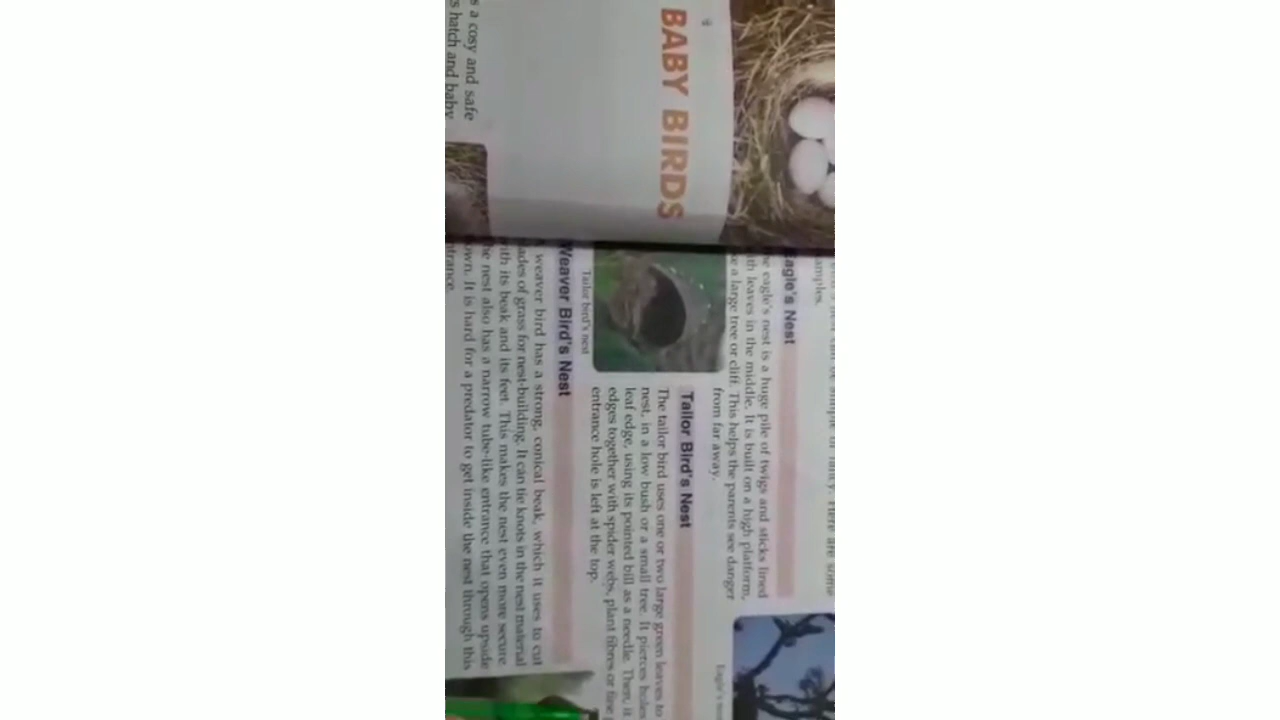 BABY BIRDS
s a cosy and safe
s hatch and baby
amples.
Eagle's Nest
he eagle's nest is a huge pile of twigs and sticks lined
th leaves in the middle. It is built on a high platform,
e a large tree or cliff. This helps the parents see danger
from far away.
Tailor Bird's Nest
The tailor bird uses one or two large green leaves to
nest, in a low bush or a small tree. It pierces holes
leaf edge, using its pointed bill as a needle. Then, it
edges together with spider webs, plant fibres or fine
entrance hole is left at the top.
Tailor bird's nest
Weaver Bird's Nest
weaver bird has a strong, conical beak, which it uses to cut
ades of grass for nest-building. It can tie knots in the nest material
ith its beak and its feet. This makes the nest even more secure.
he nest also has a narrow tube-like entrance that opens upside
own. It is hard for a predator to get inside the nest through this
ntrance.